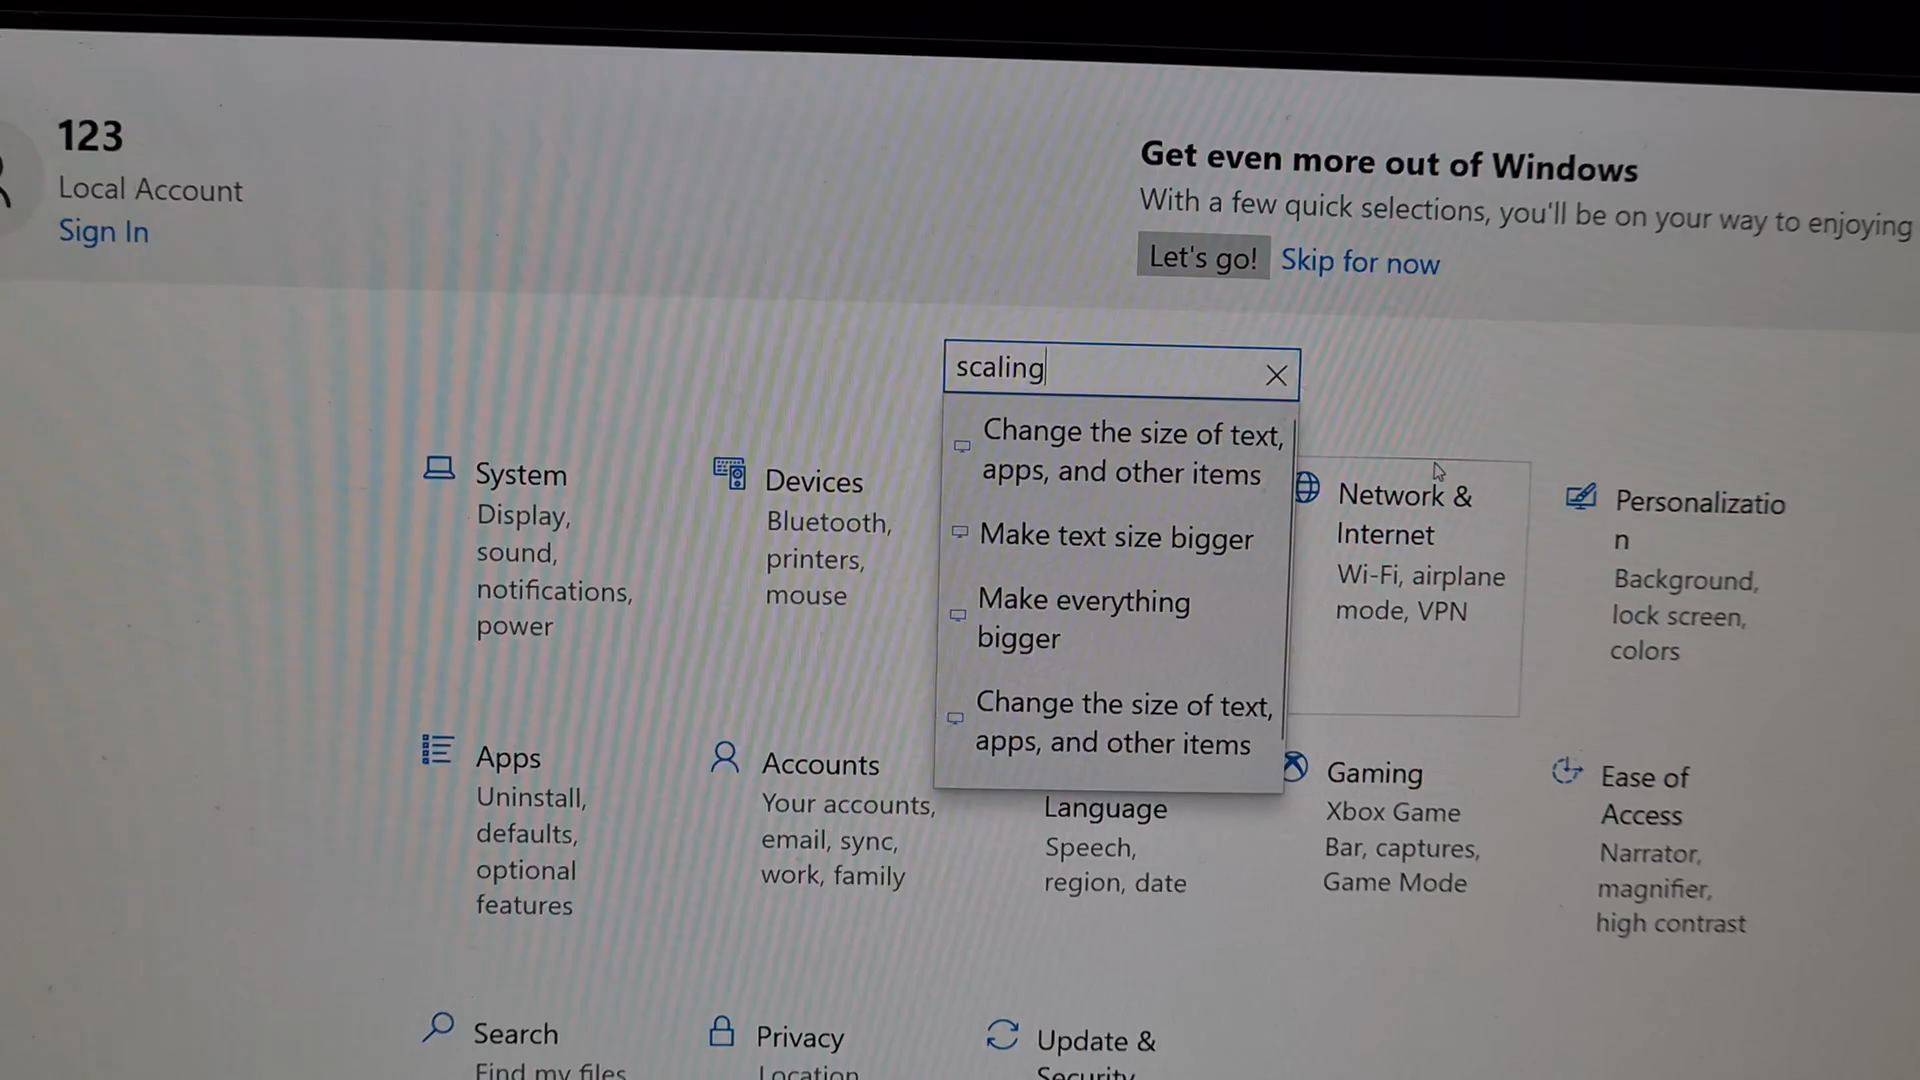 123
Local Account
Sign In
Get even more out of Windows
With a few quick selections, you'll be on your way to enjoying
Let's go!
Skip for now
scaling
Change the size of text,
apps, and other items
Make text size bigger
Make everything
bigger
Change the size of text,
apps, and other items
System
Display,
sound,
notifications,
power
Devices
Bluetooth,
printers,
mouse
Network &
Internet
Wi-Fi, airplane
mode, VPN
Personalizatio
n
Background,
lock screen,
colors
Apps
Uninstall,
defaults,
optional
features
Accounts
Your accounts,
email, sync,
work, family
Language
Speech,
region, date
Gaming
Xbox Game
Bar, captures,
Game Mode
Ease of
Access
Narrator,
magnifier,
high contrast
Search
Find my files
Privacy
Location
Update &
Security